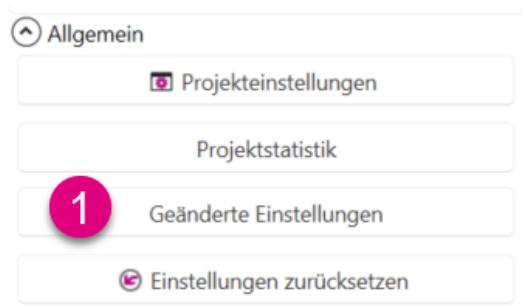 Allgemein
Projekteinstellungen
Projektstatistik
1 Geänderte Einstellungen
Einstellungen zurücksetzen